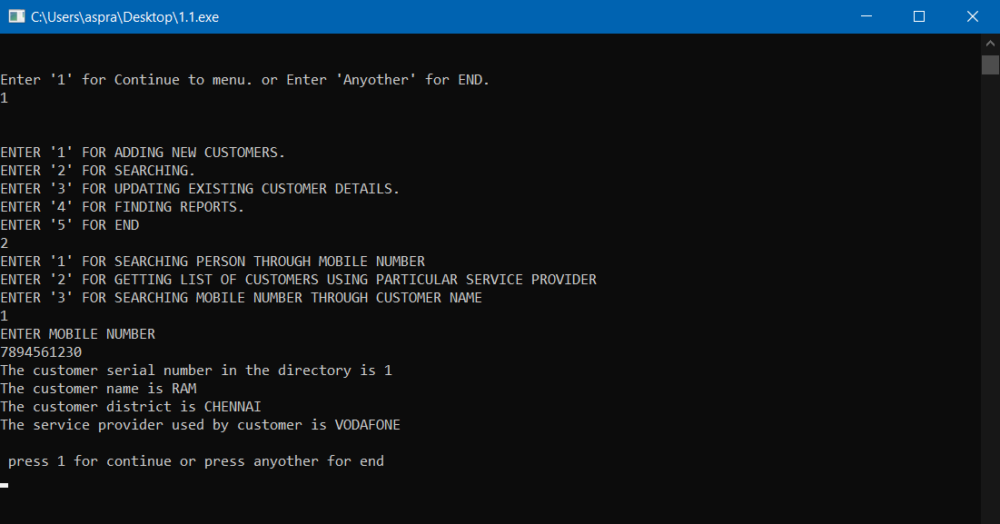 C:\Users\aspra\Desktop\1.1.exe
Enter '1' for Continue to menu. or Enter 'Anyother' for END.
1
ENTER '1' FOR ADDING NEW CUSTOMERS.
ENTER '2' FOR SEARCHING.
ENTER '3' FOR UPDATING EXISTING CUSTOMER DETAILS.
ENTER '4' FOR FINDING REPORTS.
ENTER '5' FOR END
2
ENTER '1' FOR SEARCHING PERSON THROUGH MOBILE NUMBER
ENTER '2' FOR GETTING LIST OF CUSTOMERS USING PARTICULAR SERVICE PROVIDER
ENTER '3' FOR SEARCHING MOBILE NUMBER THROUGH CUSTOMER NAME
1
ENTER MOBILE NUMBER
7894561230
The customer serial number in the directory is 1
The customer name is RAM
The customer district is CHENNAI
The service provider used by customer is VODAFONE
press 1 for continue or press anyother for end